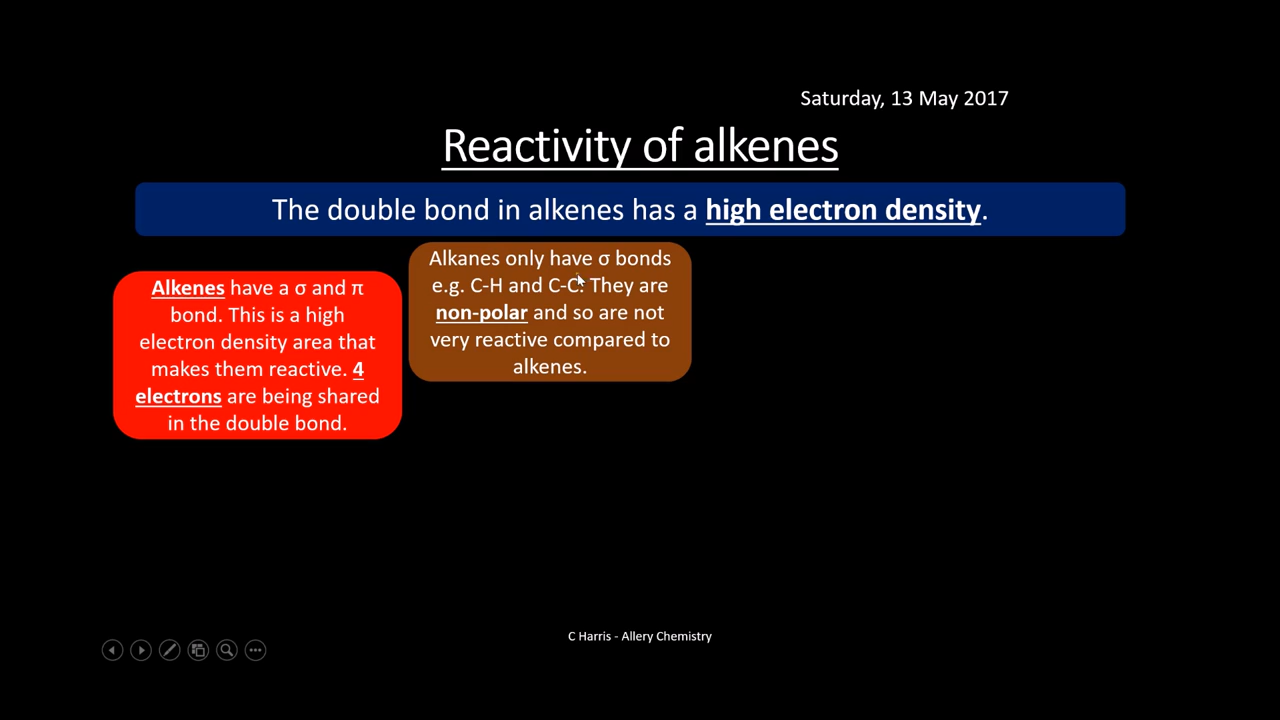 Saturday, 13 May 2017
Reactivity of alkenes
The double bond in alkenes has a high electron density.
Alkenes have a σ and π
bond. This is a high
electron density area that
makes them reactive. 4
electrons are being shared
in the double bond.
Alkanes only have σ bonds
e.g. C-H and C-C. They are
non-polar and so are not
very reactive compared to
alkenes.
C Harris - Allery Chemistry